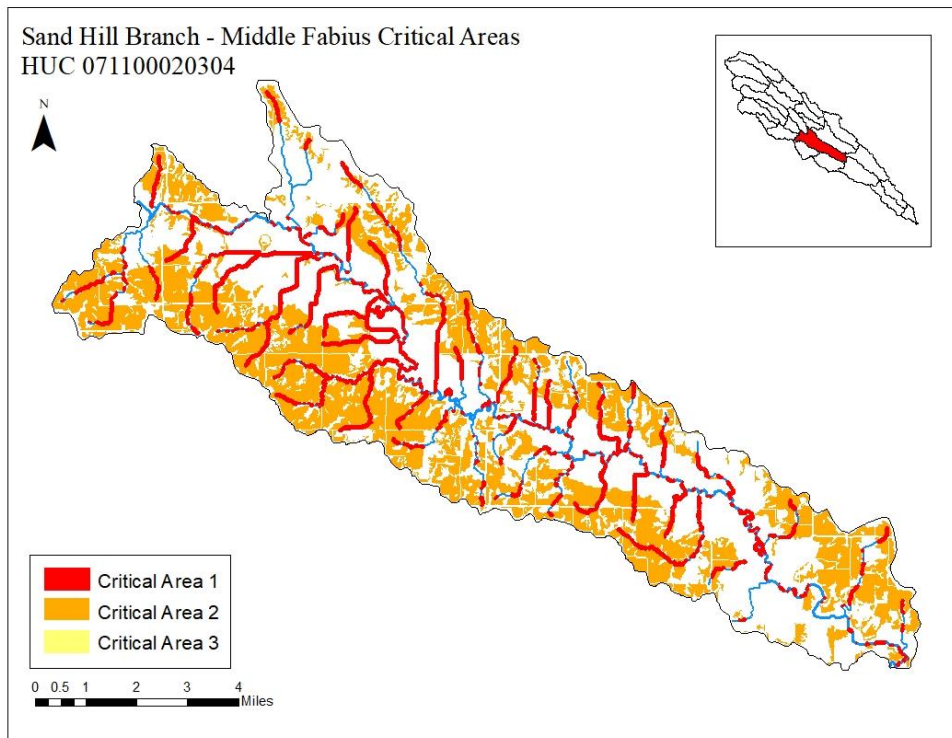 Sand Hill Branch - Middle Fabius Critical Areas
HUC 071100020304
N
Critical Area 1
Critical Area 2
Critical Area 3
0 0.5 1 2 3 4
Miles